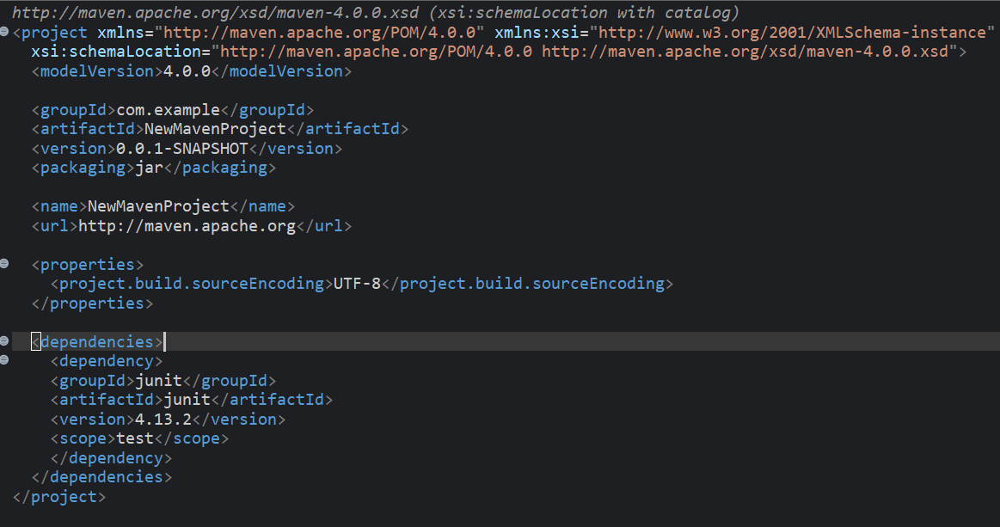 http://maven.apache.org/xsd/maven-4.0.0.xsd (xsi:schemaLocation with catalog)
<project xmlns="http://maven.apache.org/POM/4.0.0" xmlns:xsi="http://www.w3.org/2001/XMLSchema-instance"
  xsi:schemaLocation="http://maven.apache.org/POM/4.0.0 http://maven.apache.org/xsd/maven-4.0.0.xsd">
  <modelVersion>4.0.0</modelVersion>

  <groupId>com.example</groupId>
  <artifactId>NewMavenProject</artifactId>
  <version>0.0.1-SNAPSHOT</version>
  <packaging>jar</packaging>

  <name>NewMavenProject</name>
  <url>http://maven.apache.org</url>

  <properties>
    <project.build.sourceEncoding>UTF-8</project.build.sourceEncoding>
  </properties>

  <dependencies>
    <dependency>
    <groupId>junit</groupId>
    <artifactId>junit</artifactId>
    <version>4.13.2</version>
    <scope>test</scope>
    </dependency>
  </dependencies>
</project>